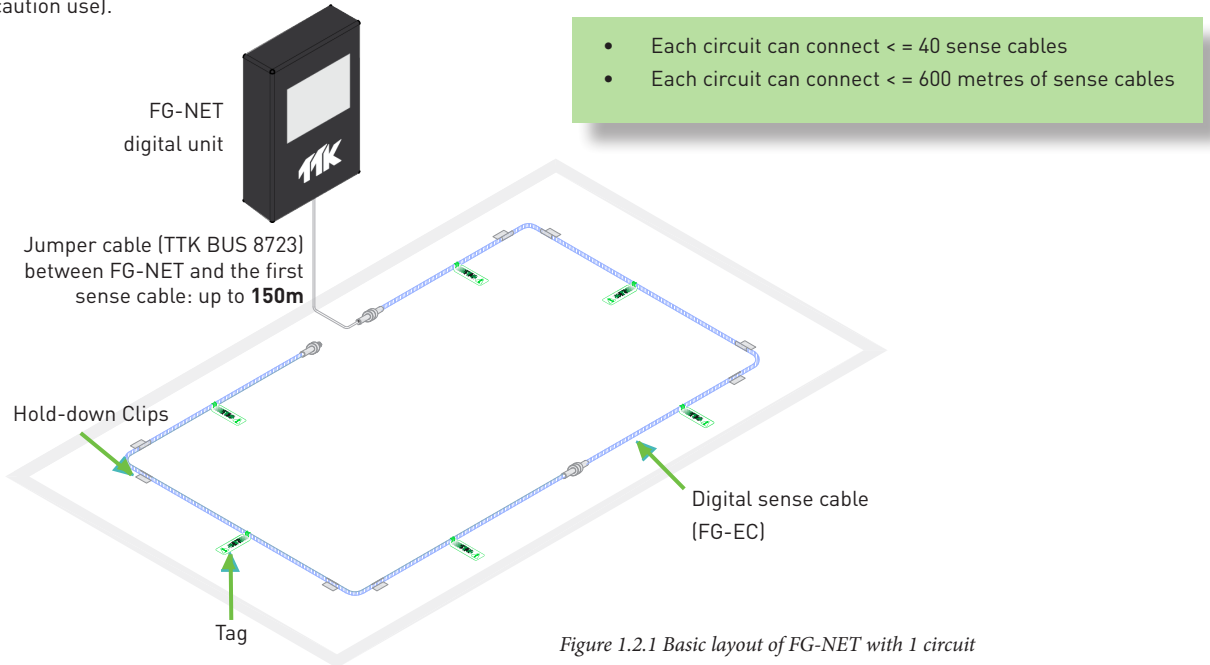 caution use).
FG-NET
digital unit
TTK
• Each circuit can connect < = 40 sense cables
• Each circuit can connect < = 600 metres of sense cables
Jumper cable (TTK BUS 8723)
between FG-NET and the first
sense cable: up to 150m
Hold-down Clips
Digital sense cable
(FG-EC)
Tag
Figure 1.2.1 Basic layout of FG-NET with 1 circuit